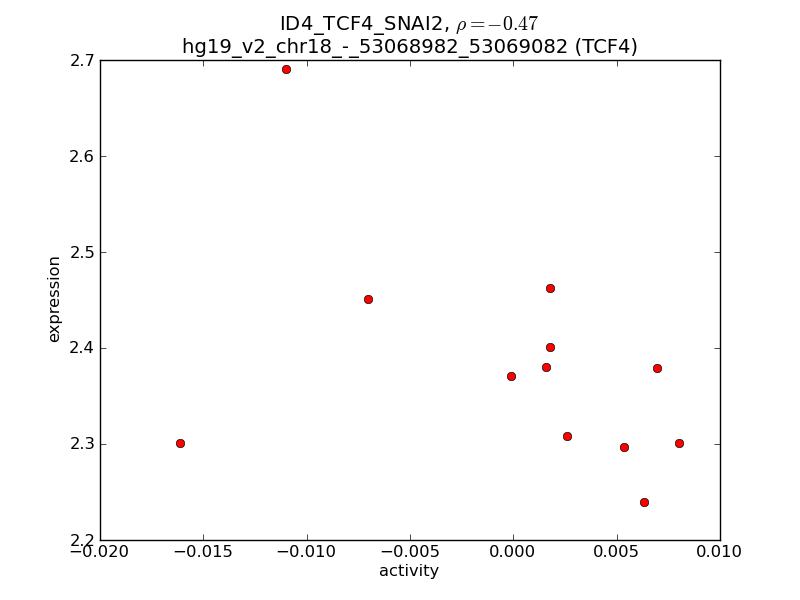 ID4_TCF4_SNAI2, ρ = −0.47
hg19_v2_chr18_-_53068982_53069082 (TCF4)
2.7
2.6
2.5
2.4
2.3
2.2
expression
−0.020 −0.015 −0.010 −0.005 0.000 0.005 0.010
activity